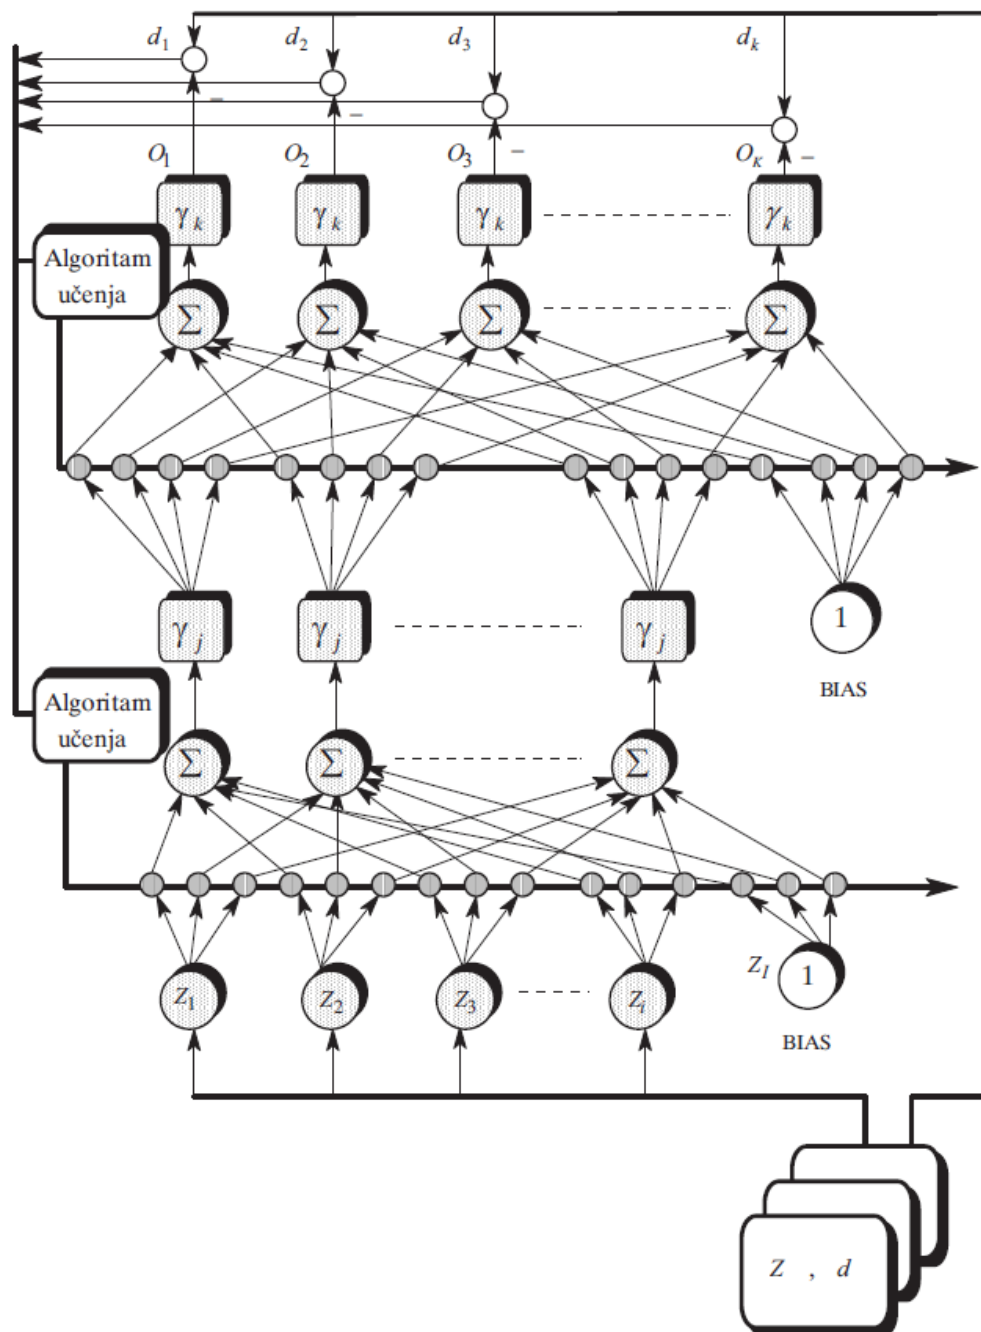 d1 d2 d3 dk
– – – –
O1 O2 O3 OK
γk γk γk γk
Algoritam
učenja
Σ Σ Σ Σ
γj γj γj 1
BIAS
Algoritam
učenja
Σ Σ Σ
Z1 Z2 Z3 Zi ZI 1
BIAS
Z , d